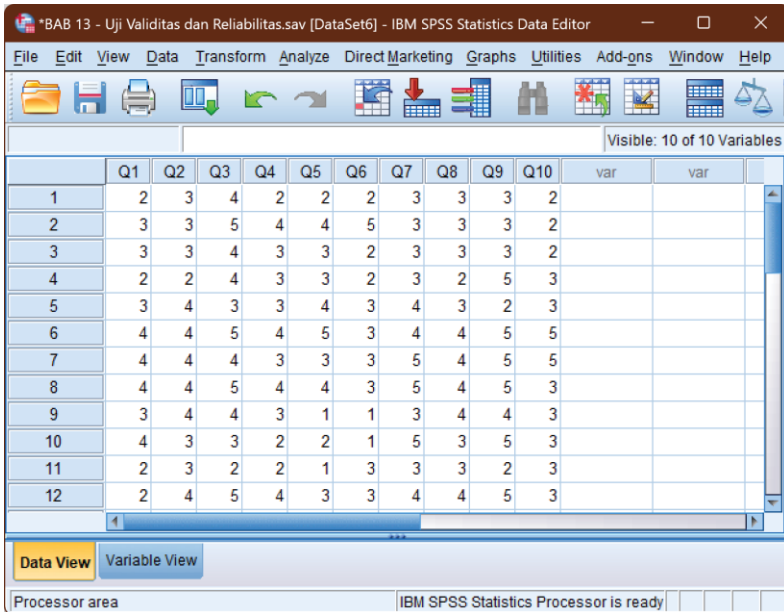 *BAB 13 - Uji Validitas dan Reliabilitas.sav [DataSet6] - IBM SPSS Statistics Data Editor
File Edit View Data Transform Analyze Direct Marketing Graphs Utilities Add-ons Window Help
Visible: 10 of 10 Variables
Q1 Q2 Q3 Q4 Q5 Q6 Q7 Q8 Q9 Q10 var var
1 2 3 4 2 2 2 3 3 3 2
2 3 3 5 4 4 5 3 3 3 2
3 3 3 4 3 3 2 3 3 3 2
4 2 2 4 3 3 2 3 2 5 3
5 3 4 3 3 4 3 4 3 2 3
6 4 4 5 4 5 3 4 4 5 5
7 4 4 4 3 3 3 5 4 5 5
8 4 4 5 4 4 3 5 4 5 3
9 3 4 4 3 1 1 3 4 4 3
10 4 3 3 2 2 1 5 3 5 3
11 2 3 2 2 1 3 3 3 2 3
12 2 4 5 4 3 3 4 4 5 3
Data View Variable View
Processor area IBM SPSS Statistics Processor is ready